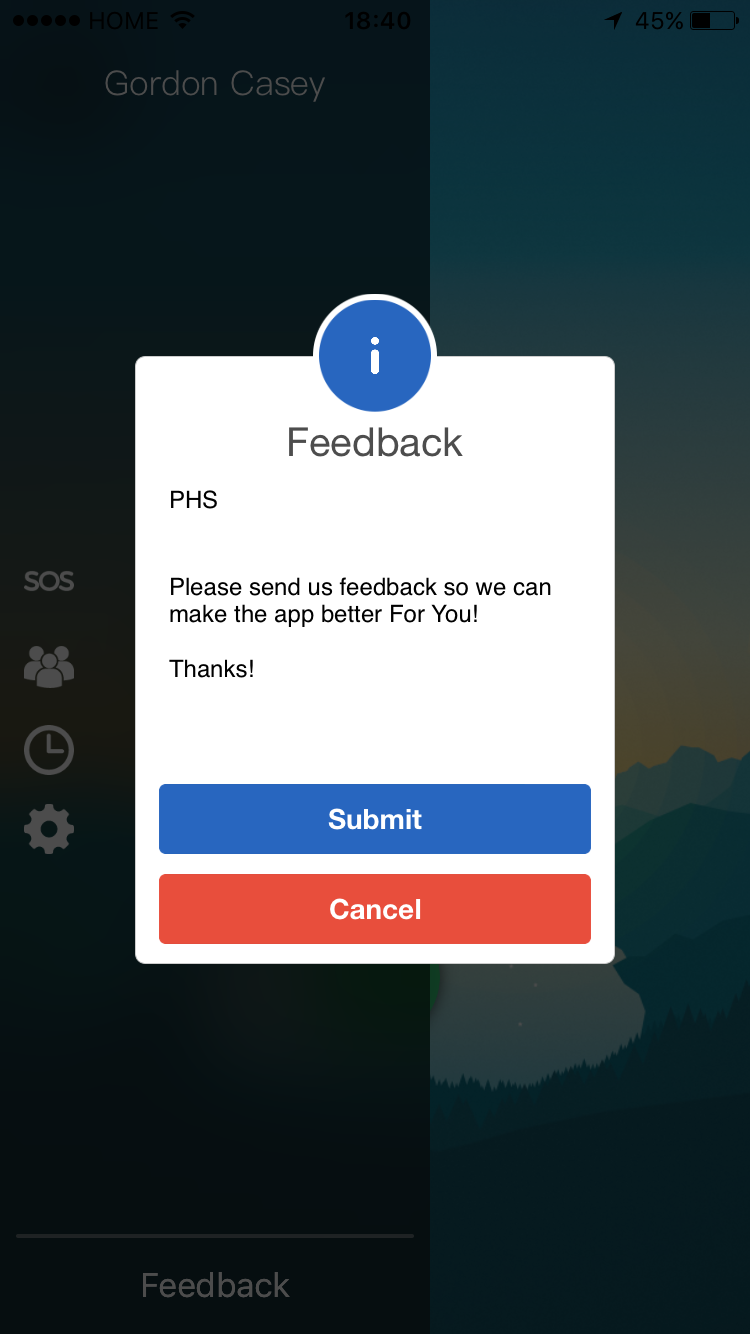 HOME 18:40 45%
Gordon Casey
Feedback
PHS
Please send us feedback so we can
make the app better For You!
Thanks!
SOS
Submit
Cancel
Feedback